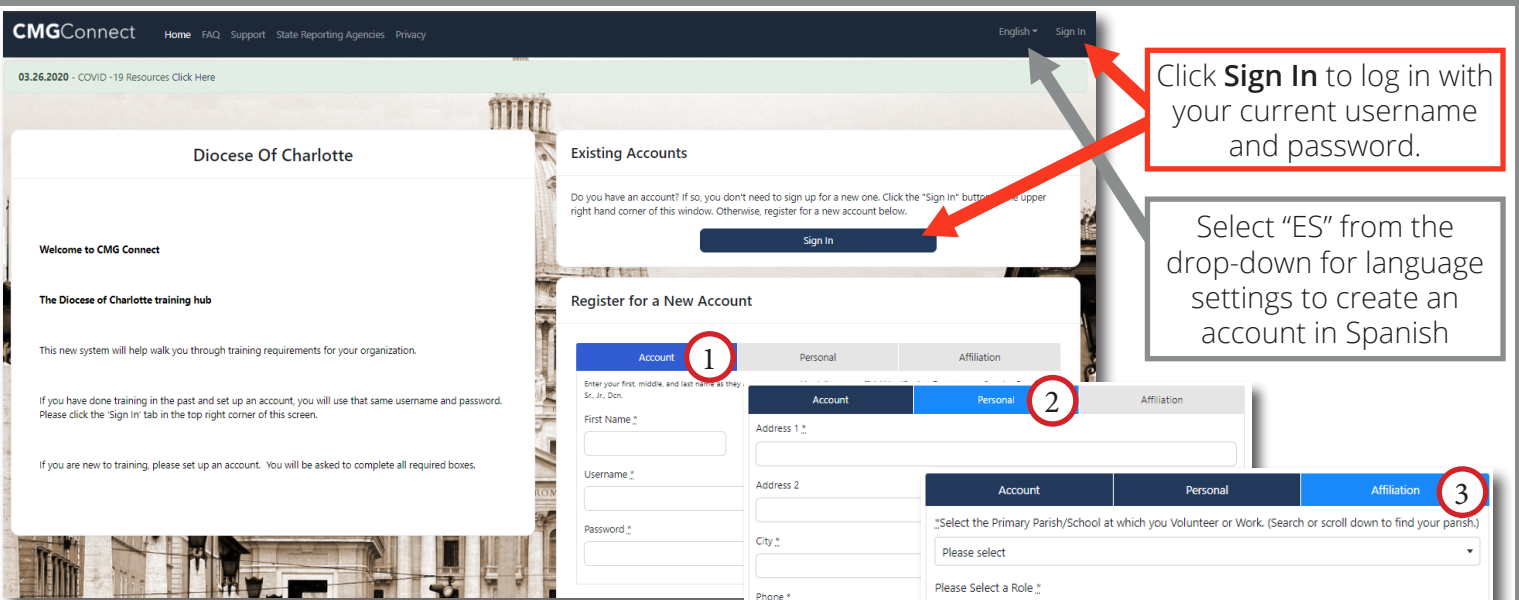 CMGConnect Home FAQ Support State Reporting Agencies Privacy English Sign In
03.26.2020 - COVID -19 Resources Click Here
Click Sign In to log in with
your current username
and password.
Select “ES” from the
drop-down for language
settings to create an
account in Spanish
Diocese Of Charlotte
Welcome to CMG Connect
The Diocese of Charlotte training hub
This new system will help walk you through training requirements for your organization.
If you have done training in the past and set up an account, you will use that same username and password.
Please click the 'Sign In' tab in the top right corner of this screen.
If you are new to training, please set up an account. You will be asked to complete all required boxes.
Existing Accounts
Do you have an account? If so, you don't need to sign up for a new one. Click the "Sign In" button upper
right hand corner of this window. Otherwise, register for a new account below.
Sign In
Register for a New Account
Account 1 Personal Affiliation
Enter your first, middle, and last name as they
Sr., Jr., Dcn.
First Name *
Username *
Password *
Account Personal 2 Affiliation
Address 1 *
Address 2
City *
Phone *
Account Personal Affiliation 3
*Select the Primary Parish/School at which you Volunteer or Work. (Search or scroll down to find your parish.)
Please select
Please Select a Role *